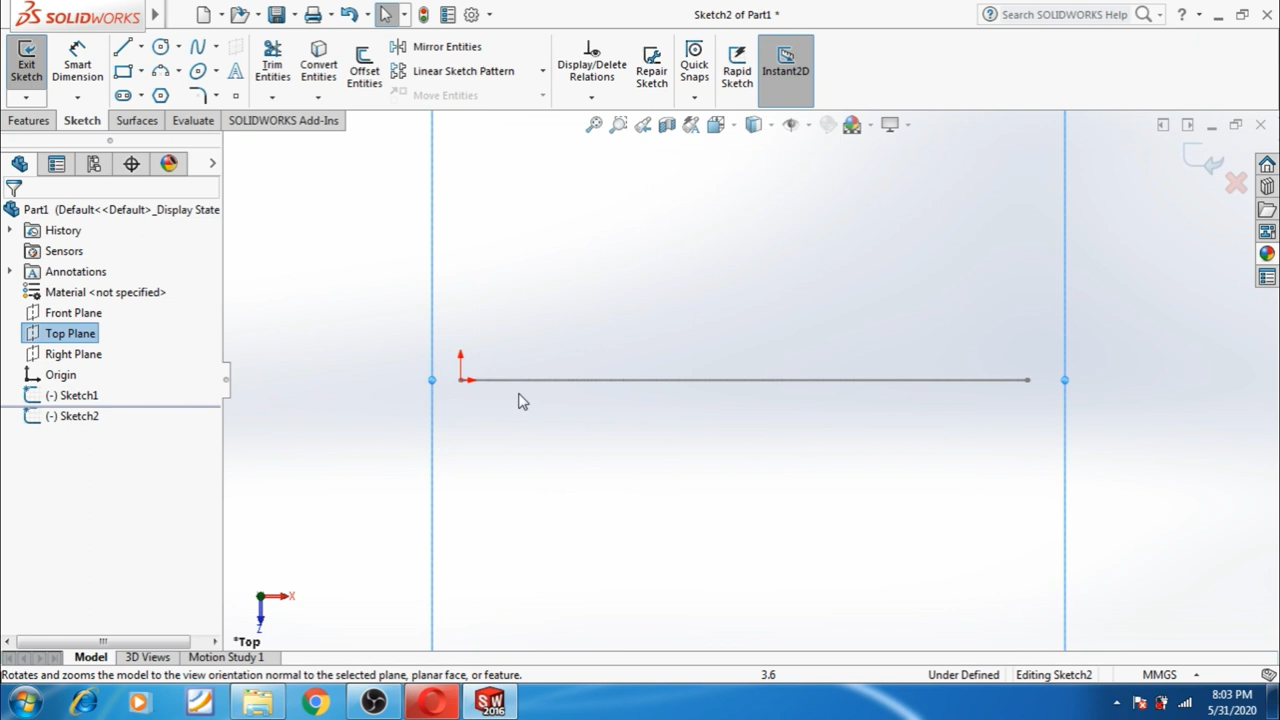 SOLIDWORKS
Sketch2 of Part1 *
Search SOLIDWORKS Help
?
Exit Sketch
Smart Dimension
Trim Entities
Convert Entities
Offset Entities
Mirror Entities
Linear Sketch Pattern
Move Entities
Display/Delete Relations
Repair Sketch
Quick Snaps
Rapid Sketch
Instant2D
Features
Sketch
Surfaces
Evaluate
SOLIDWORKS Add-Ins
Part1 (Default<<Default>_Display State
History
Sensors
A Annotations
Material <not specified>
Front Plane
Top Plane
Right Plane
Origin
(-) Sketch1
(-) Sketch2
X
Z
*Top
Model
3D Views
Motion Study 1
Rotates and zooms the model to the view orientation normal to the selected plane, planar face, or feature.
3.6
Under Defined
Editing Sketch2
MMGS
SW
2016
8:03 PM
5/31/2020